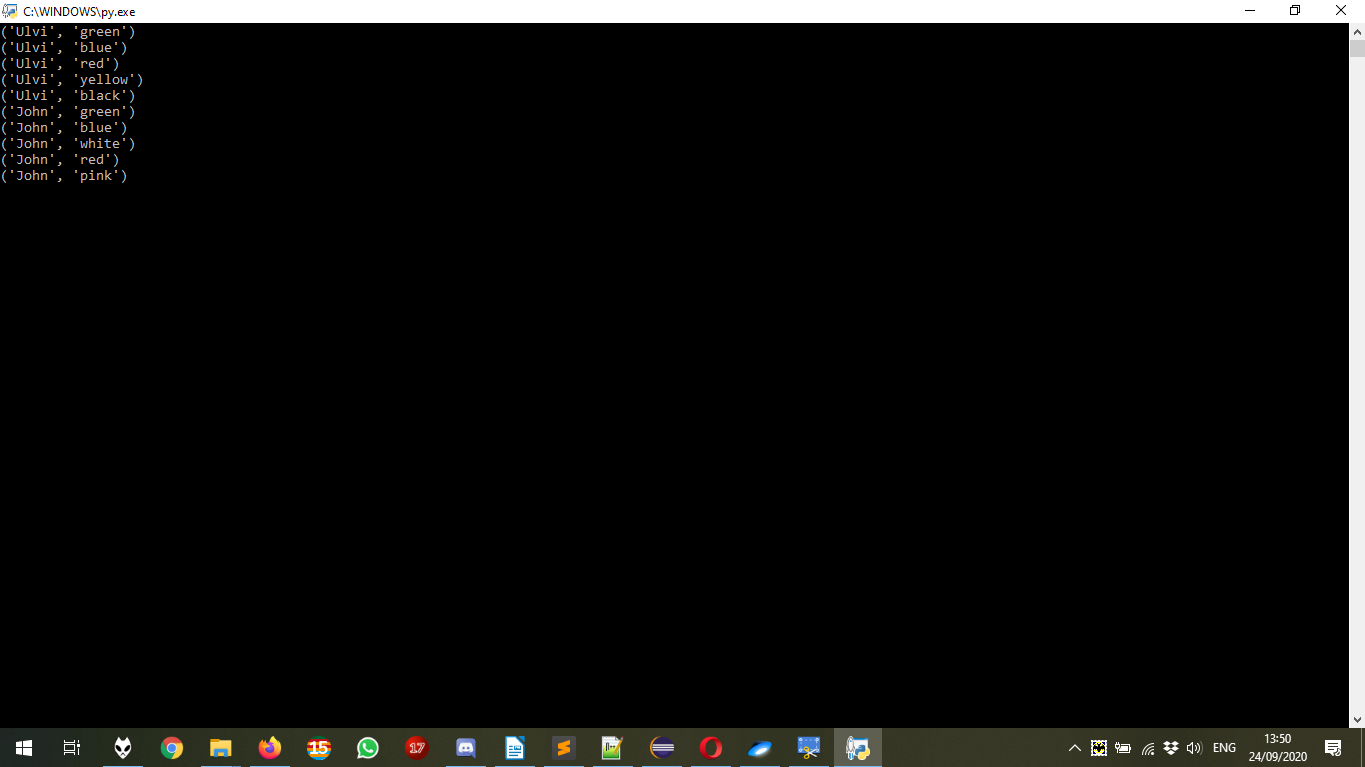 C:\WINDOWS\py.exe
('Ulvi', 'green')
('Ulvi', 'blue')
('Ulvi', 'red')
('Ulvi', 'yellow')
('Ulvi', 'black')
('John', 'green')
('John', 'blue')
('John', 'white')
('John', 'red')
('John', 'pink')
15
17
ENG
13:50
24/09/2020